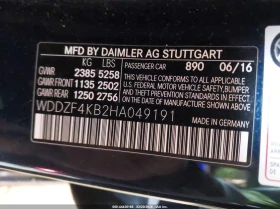 MFD BY DAIMLER AG STUTTGART
KG LBS PASSENGER CAR 890 06/16
GVWR 2385 5258
GAWR FRONT 1135 2502
GAWR REAR 1250 2756
THIS VEHICLE CONFORMS TO ALL APPLICABLE
U.S. FEDERAL MOTOR VEHICLE
SAFETY, BUMPER, AND THEFT PREVENTION
STANDARDS IN EFFECT ON THE DATE
OF MANUFACTURE SHOWN ABOVE
WDDZF4KB2HA049191
MADE IN